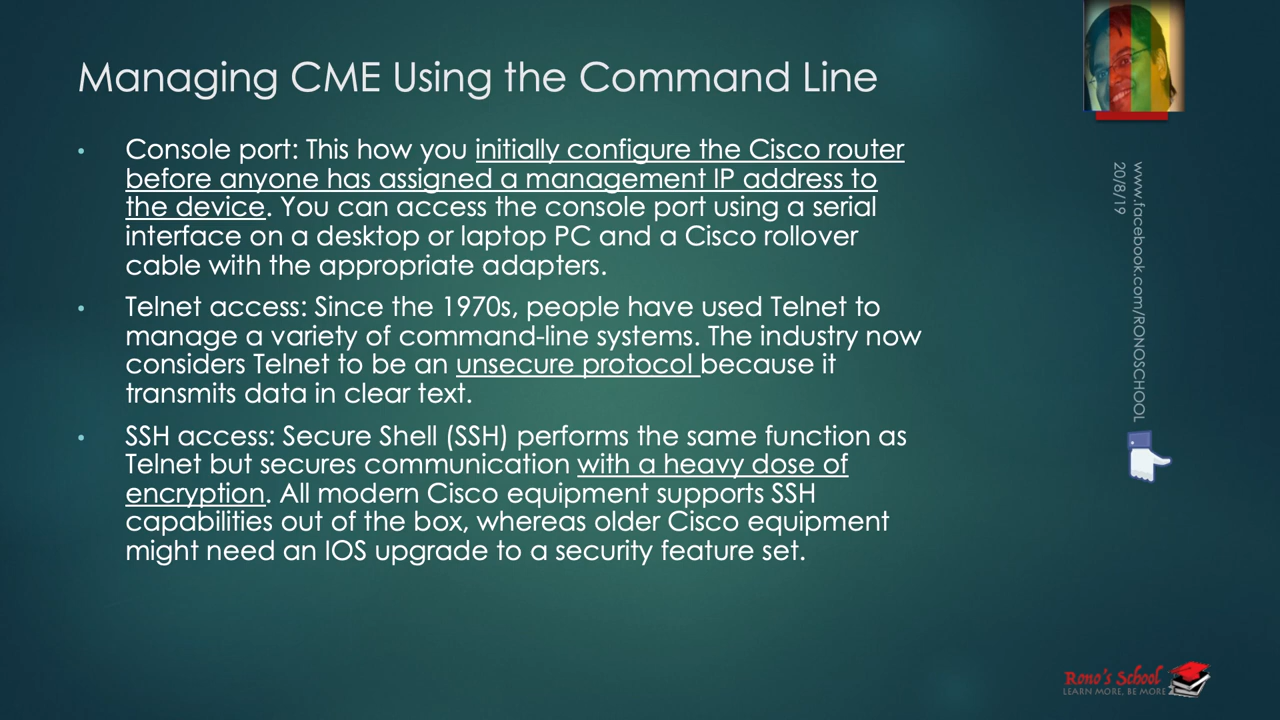 Managing CME Using the Command Line
• Console port: This how you initially configure the Cisco router
before anyone has assigned a management IP address to
the device. You can access the console port using a serial
interface on a desktop or laptop PC and a Cisco rollover
cable with the appropriate adapters.
• Telnet access: Since the 1970s, people have used Telnet to
manage a variety of command-line systems. The industry now
considers Telnet to be an unsecure protocol because it
transmits data in clear text.
• SSH access: Secure Shell (SSH) performs the same function as
Telnet but secures communication with a heavy dose of
encryption. All modern Cisco equipment supports SSH
capabilities out of the box, whereas older Cisco equipment
might need an IOS upgrade to a security feature set.
www.facebook.com/RONOSCHOOL
20/8/19
Rono's School
LEARN MORE, BE MORE